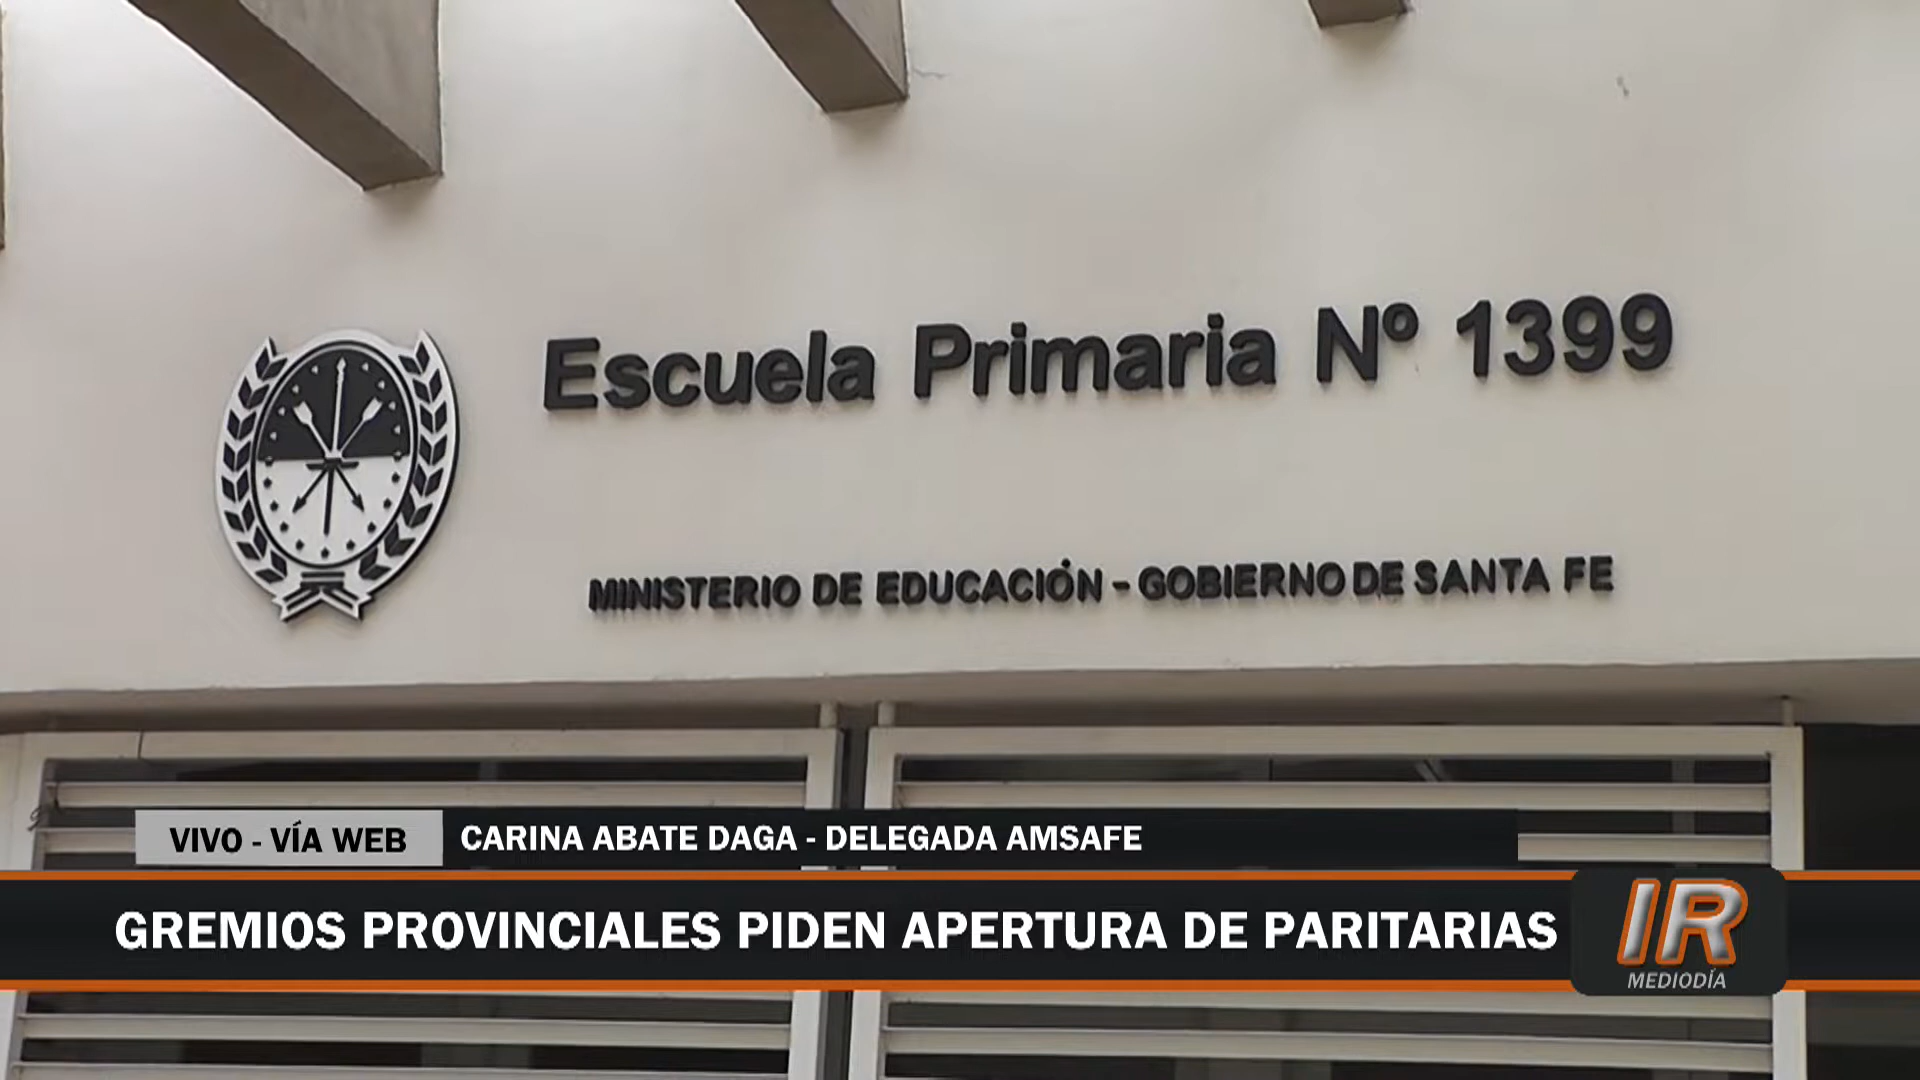 Escuela Primaria Nº 1399
MINISTERIO DE EDUCACIÓN - GOBIERNO DE SANTA FE
VIVO - VÍA WEB
CARINA ABATE DAGA - DELEGADA AMSAFE
GREMIOS PROVINCIALES PIDEN APERTURA DE PARITARIAS
IR
MEDIODÍA